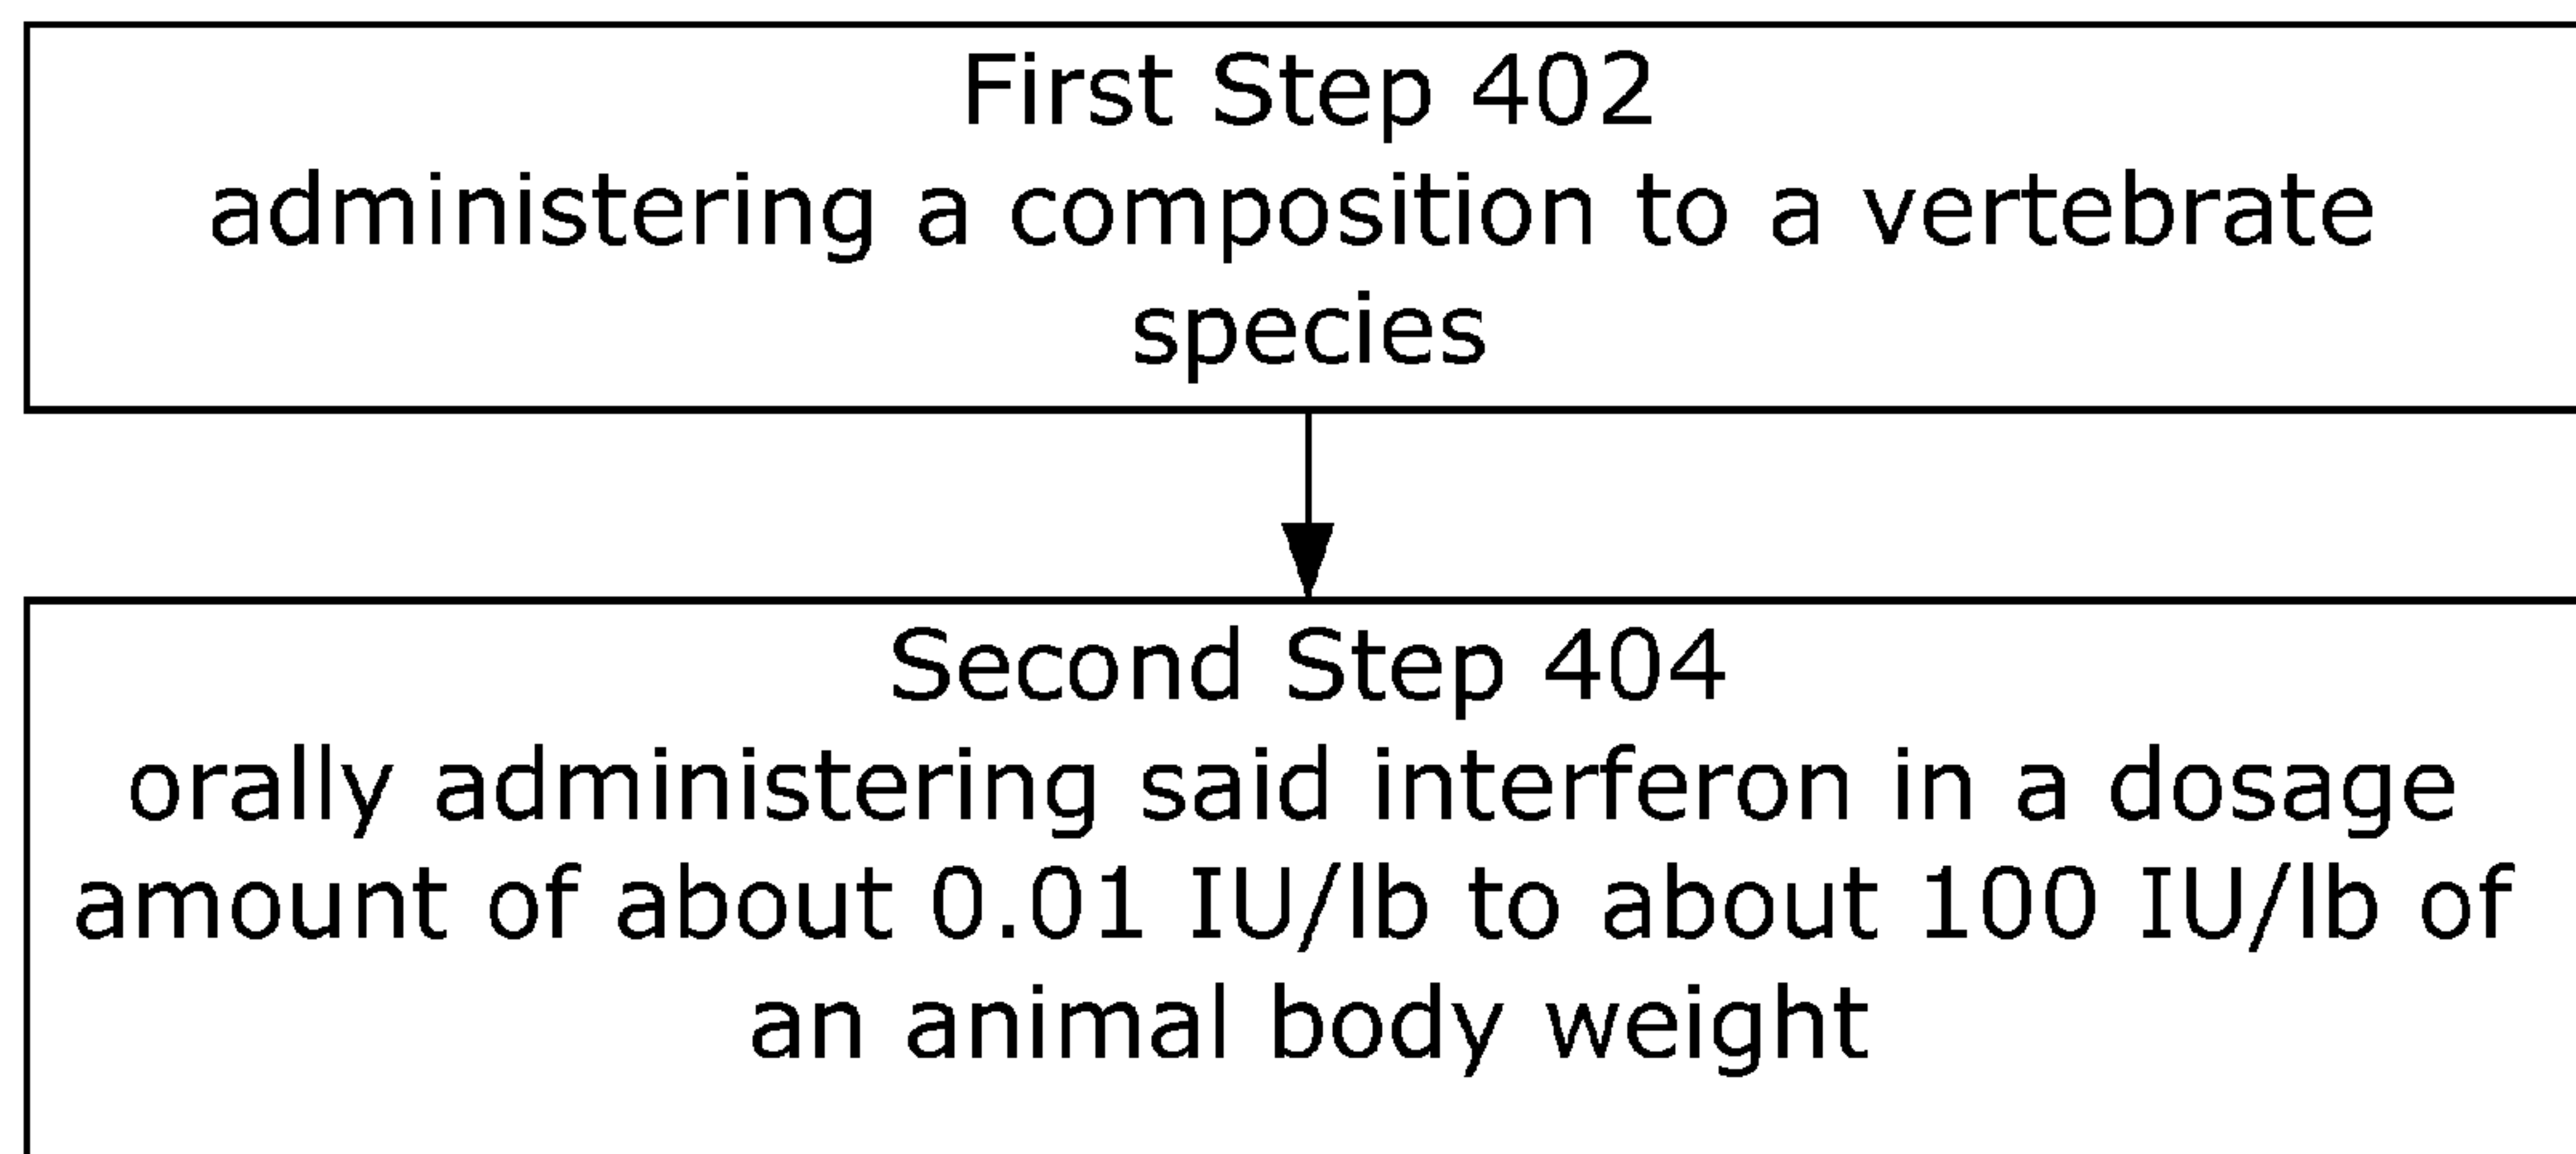 First Step 402
administering a composition to a vertebrate
species
Second Step 404
orally administering said interferon in a dosage
amount of about 0.01 IU/lb to about 100 IU/lb of
an animal body weight